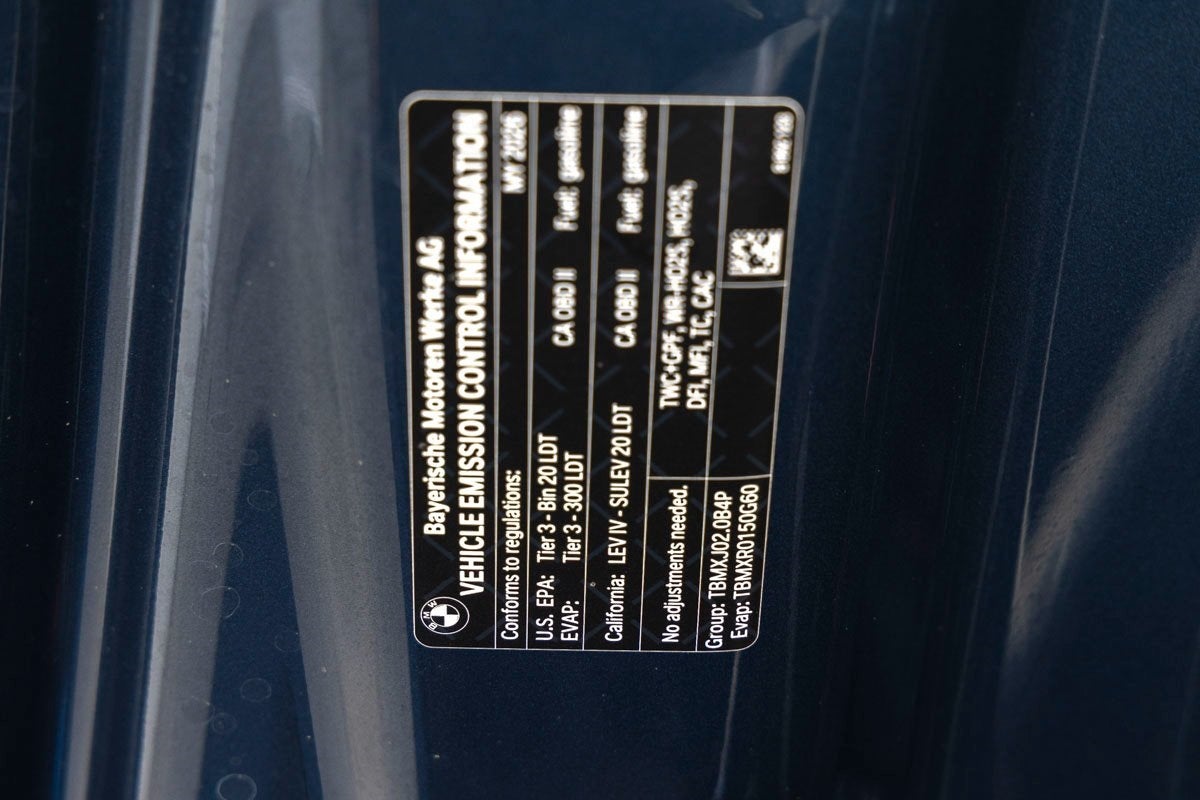 BMW
Bayerische Motoren Werke AG
VEHICLE EMISSION CONTROL INFORMATION
Conforms to regulations: MY 2026
U.S. EPA: Tier 3 - Bin 20 LDT CA OBD II Fuel: gasoline
EVAP: Tier 3 - 300 LDT
California: LEV IV - SULEV 20 LDT CA OBD II Fuel: gasoline
No adjustments needed. TWC+GPF, WR-HO2S, HO2S,
DFI, MFI, TC, CAC
Group: TBMXJ02.0B4P
Evap: TBMXR0150G60